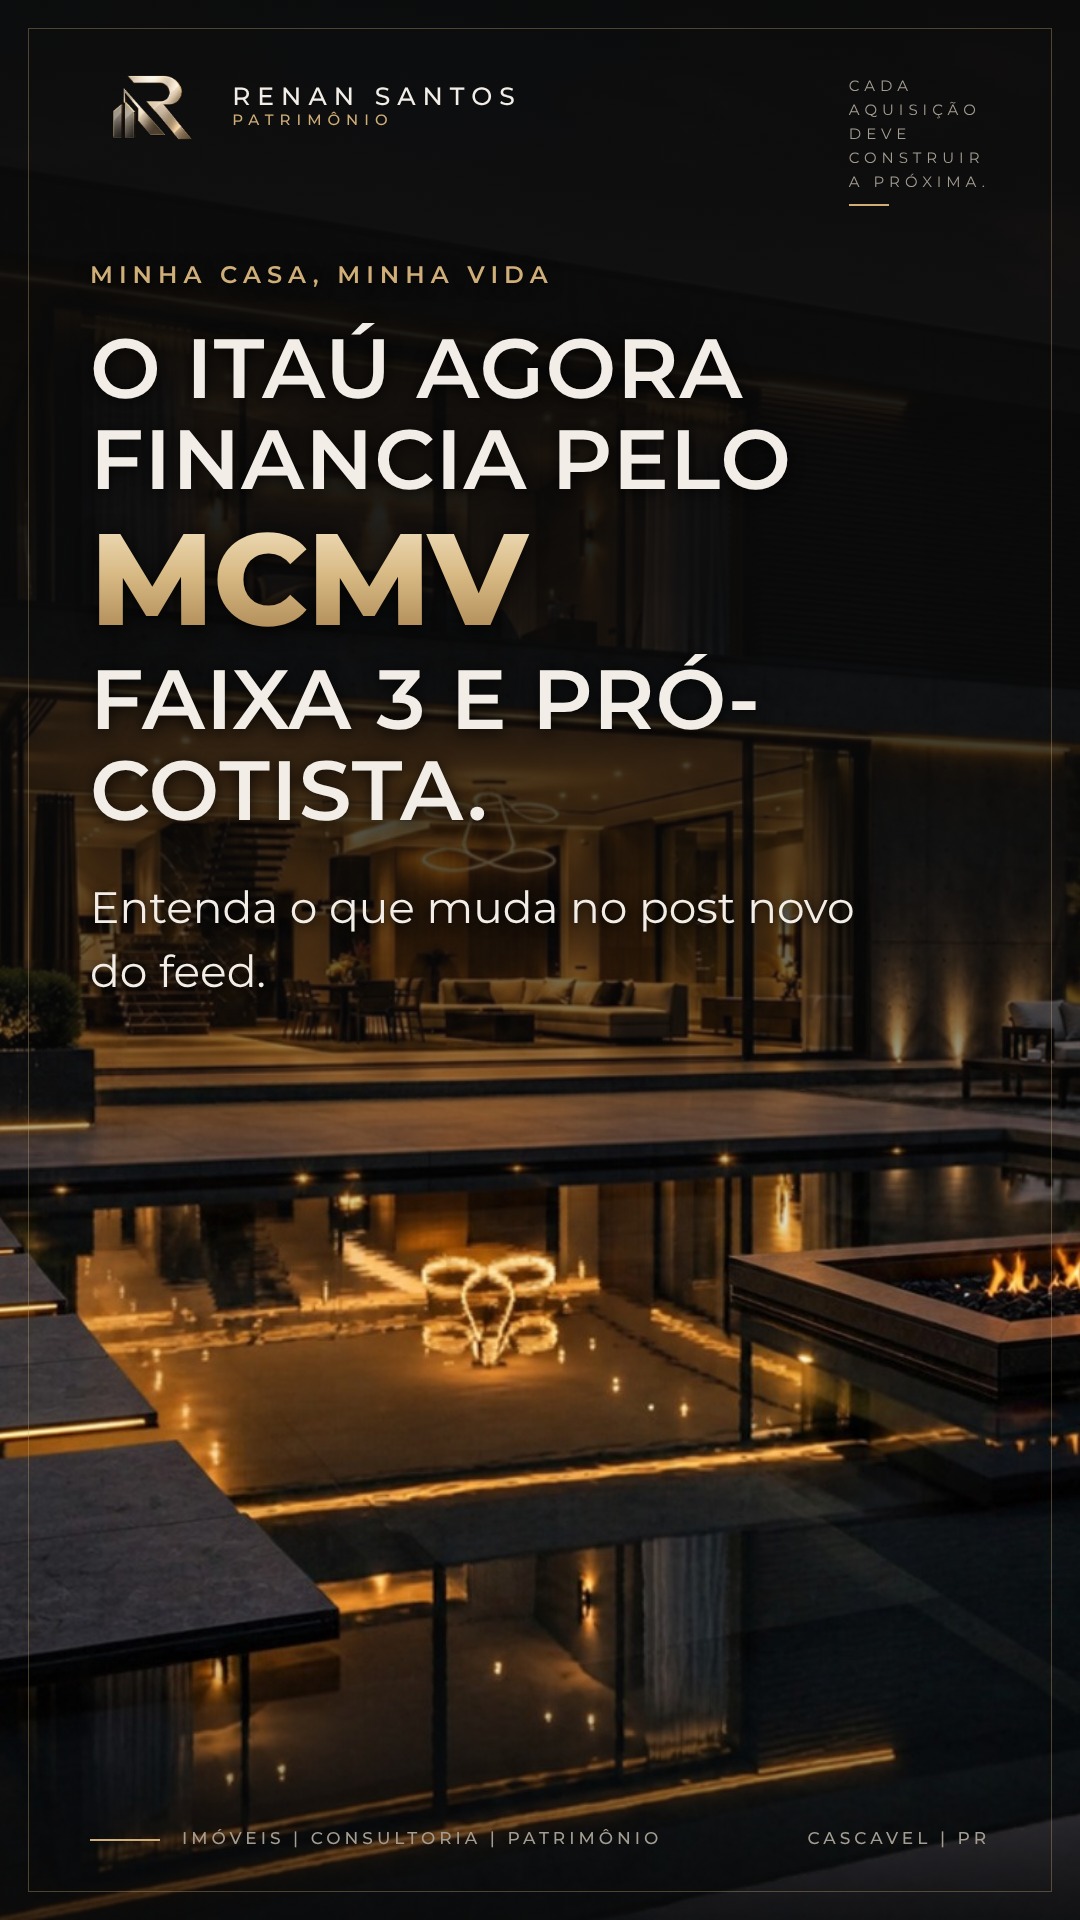 RENAN SANTOS
PATRIMÔNIO
CADA
AQUISIÇÃO
DEVE
CONSTRUIR
A PRÓXIMA.
MINHA CASA, MINHA VIDA
O ITAÚ AGORA
FINANCIA PELO
MCMV
FAIXA 3 E PRÓ-
COTISTA.
Entenda o que muda no post novo
do feed.
IMÓVEIS | CONSULTORIA | PATRIMÔNIO
CASCAVEL | PR